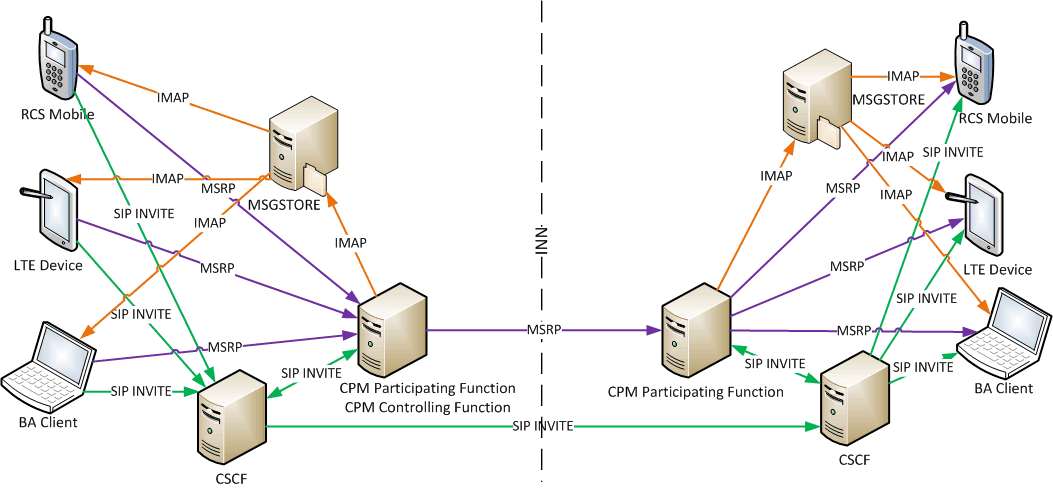 IMAP
IMAP
MSGSTORE
RCS Mobile
RCS Mobile
SIP INVITE
IMAP
MSRP
IMAP
MSRP
IMAP
MSGSTORE
SIP INVITE
IMAP
IMAP
NNI
IMAP
LTE Device
MSRP
MSRP
LTE Device
SIP INVITE
SIP INVITE
MSRP
MSRP
MSRP
SIP INVITE
SIP INVITE
SIP INVITE
SIP INVITE
CPM Participating Function
CPM Controlling Function
CPM Participating Function
BA Client
BA Client
SIP INVITE
CSCF
CSCF